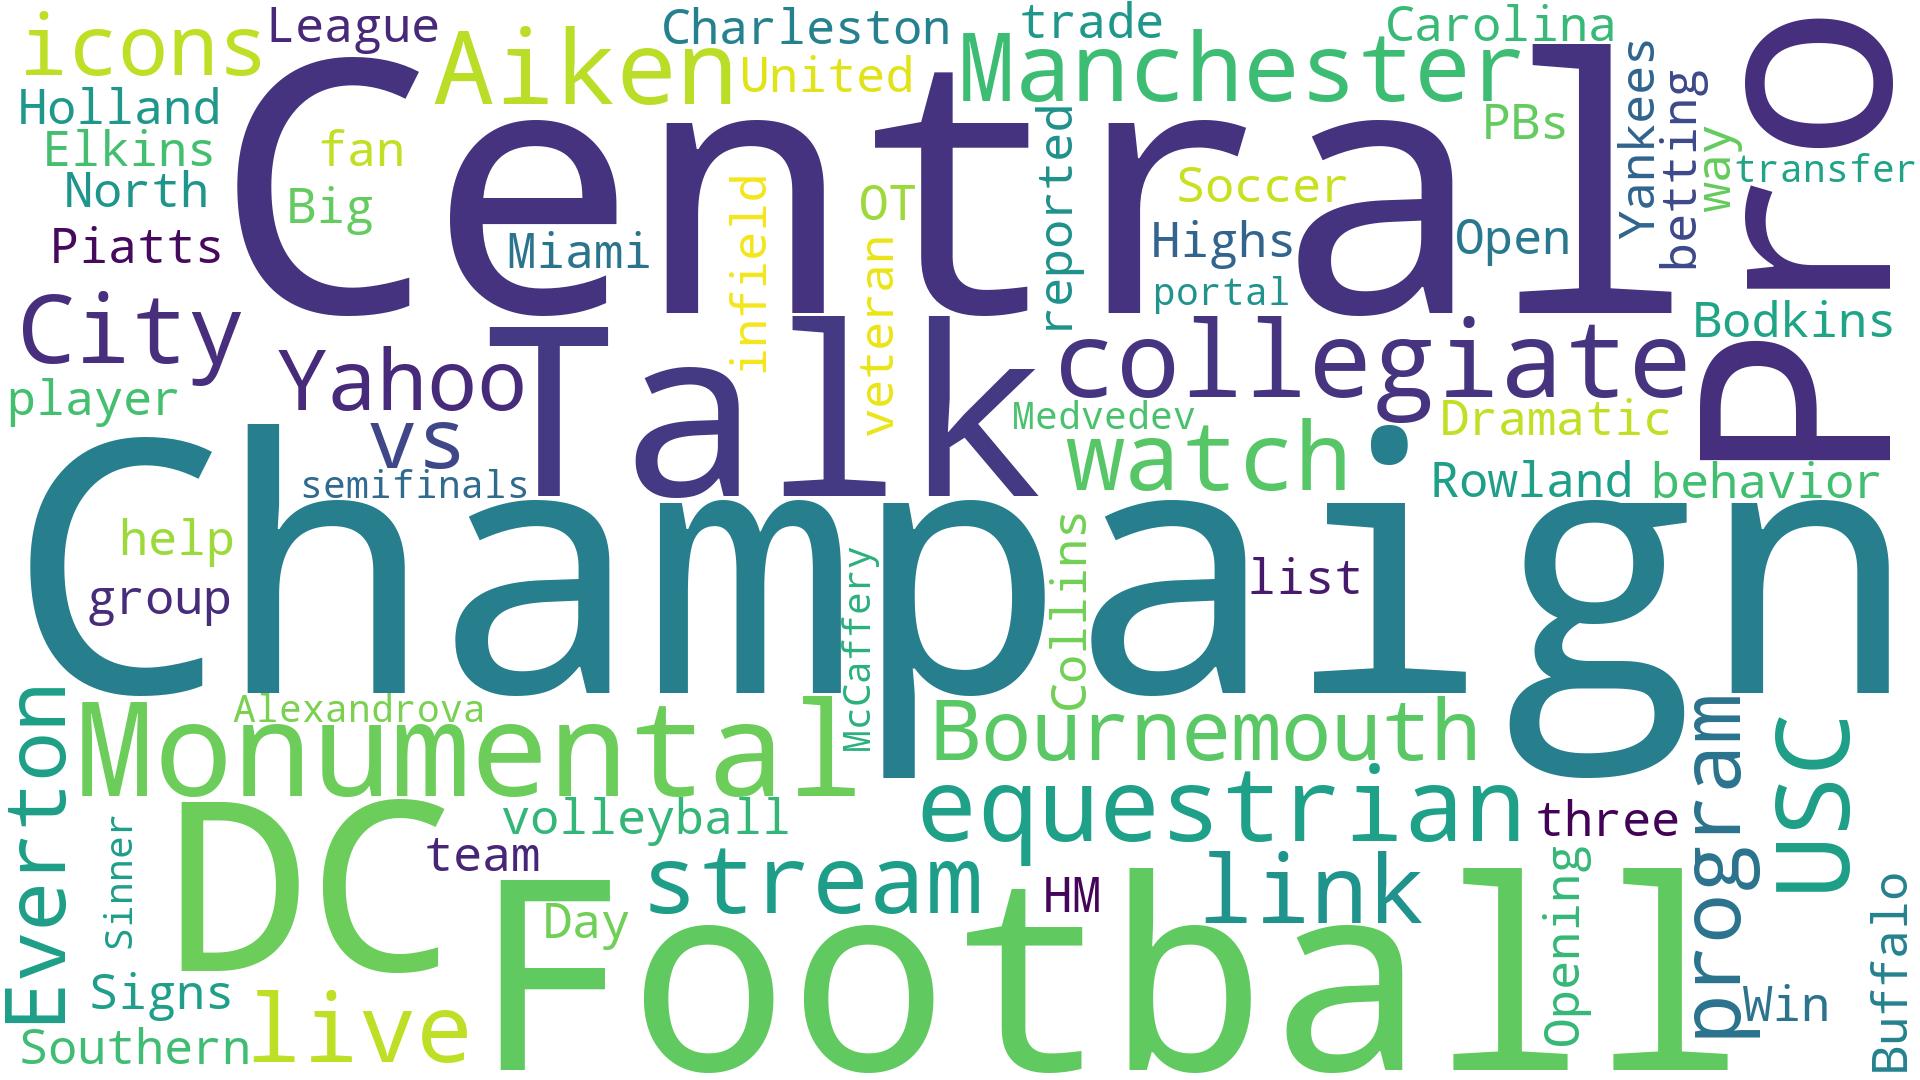 icons
League
Aiken
Charleston
United
trade
Manchester
Carolina
Holland
Elkins
North
Piatts
fan
Big
Central
Pro
PBs
Yankees
betting
way
transfer
reported
Soccer
OT
Highs
Open
Miami
infield
veteran
portal
City
player
Yahoo
vs
Talk
collegiate
Bodkins
Medvedev
Dramatic
watch
semifinals
Rowland
behavior
Champaign
help
group
list
Collins
McCaffery
Alexandrova
Monumental
Bournemouth
Everton
program
USC
DC
volleyball
equestrian
three
team
stream
HM
link
Sinner
Day
Football
Opening
Win
Buffalo
Signs
Southern
live